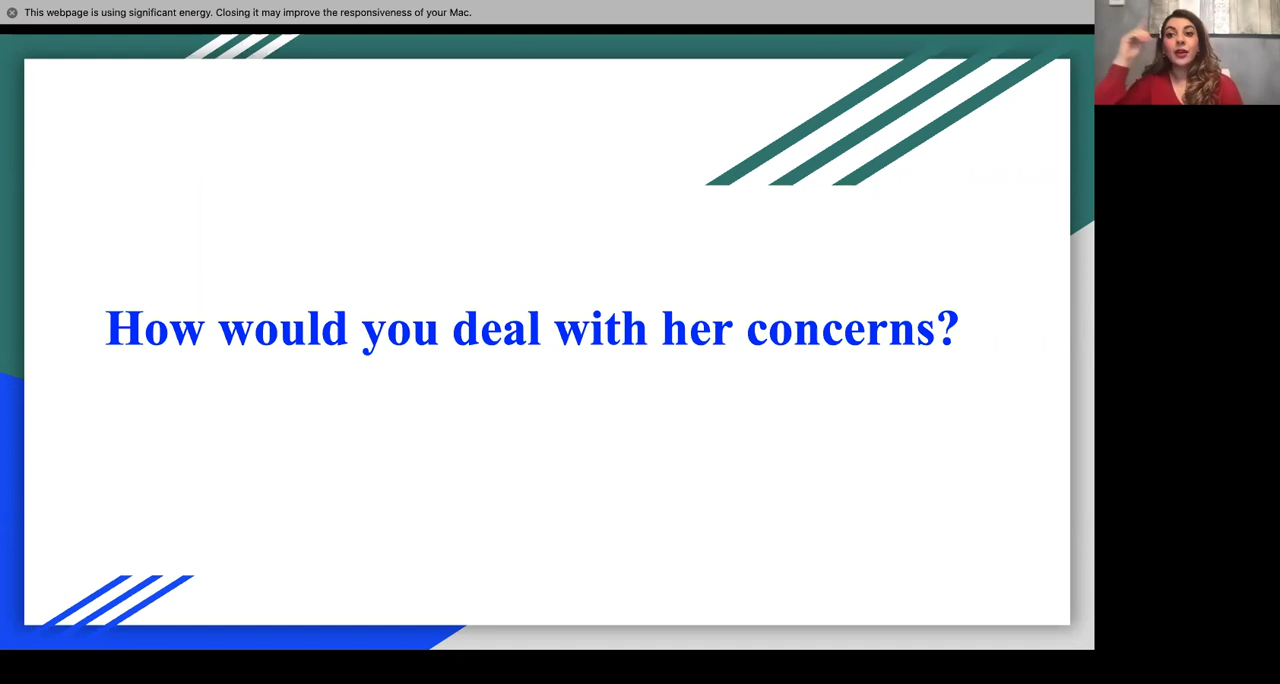 This webpage is using significant energy. Closing it may improve the responsiveness of your Mac.
How would you deal with her concerns?